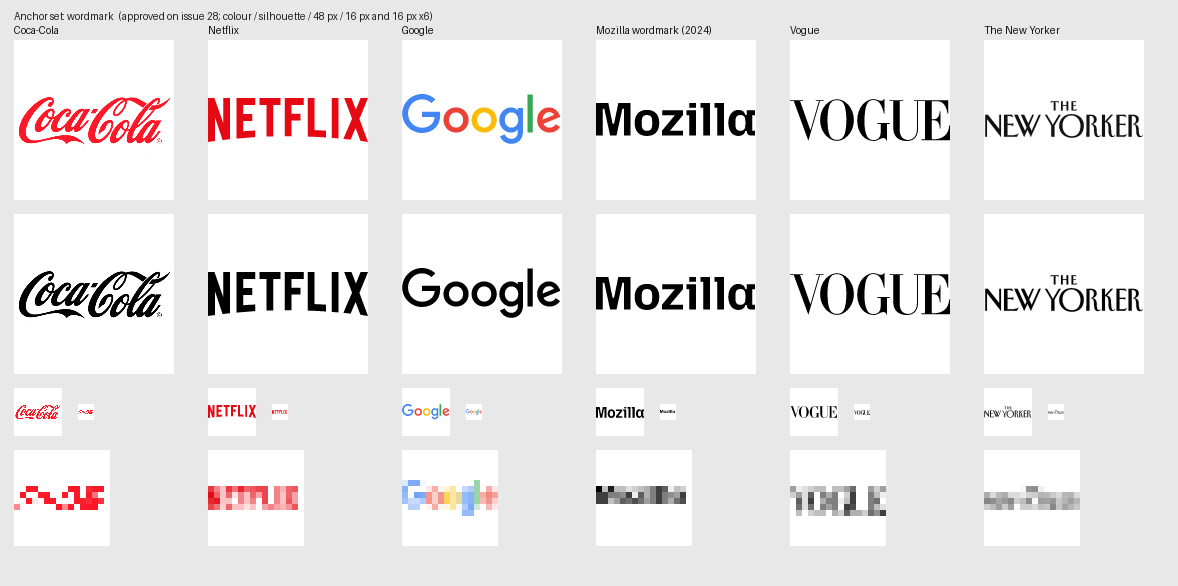 Anchor set: wordmark (approved on issue 28; colour / silhouette / 48 px / 16 px and 16 px x6)
Coca-Cola Netflix Google Mozilla wordmark (2024) Vogue The New Yorker
Coca-Cola NETFLIX Google Mozilla VOGUE THE NEW YORKER
Coca-Cola NETFLIX Google Mozilla VOGUE THE NEW YORKER
Coca-Cola NETFLIX Google Mozilla VOGUE THE NEW YORKER